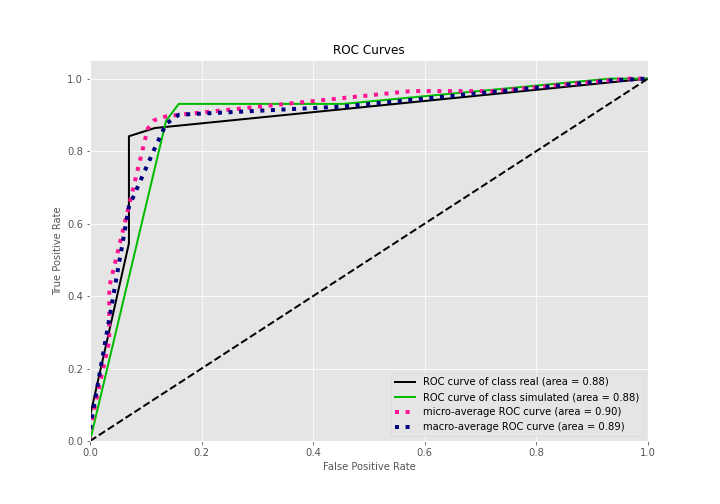 ROC Curves
True Positive Rate
1.0
0.8
0.6
0.4
0.2
0.0
ROC curve of class real (area = 0.88)
ROC curve of class simulated (area = 0.88)
micro-average ROC curve (area = 0.90)
macro-average ROC curve (area = 0.89)
0.0 0.2 0.4 0.6 0.8 1.0
False Positive Rate